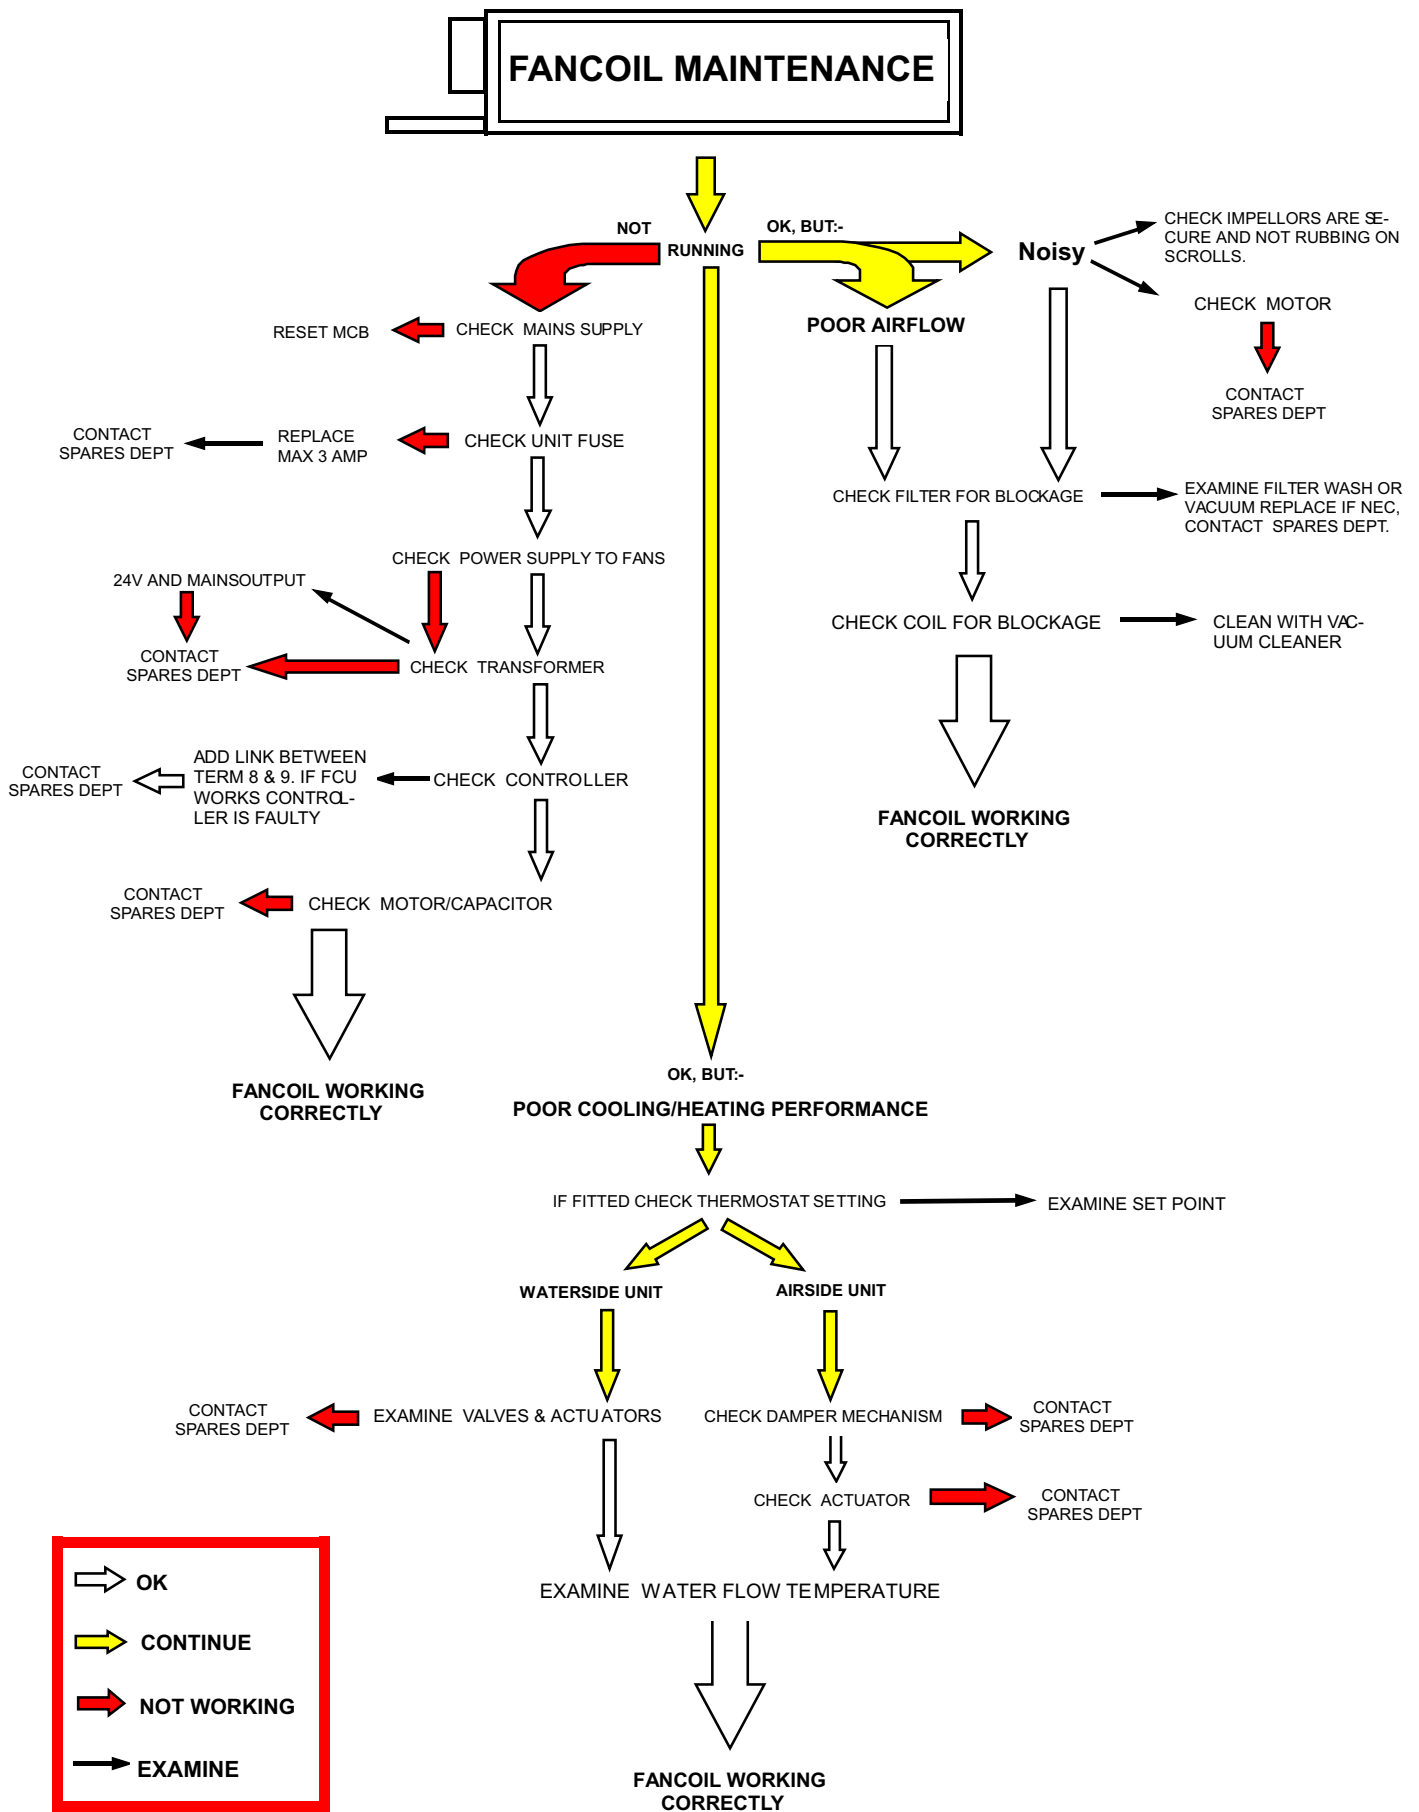 FANCOIL MAINTENANCE
NOT
RUNNING
OK, BUT:-
Noisy
CHECK IMPELLORS ARE SE-
CURE AND NOT RUBBING ON
SCROLLS.
CHECK MOTOR
CONTACT
SPARES DEPT
POOR AIRFLOW
RESET MCB
CHECK MAINS SUPPLY
CONTACT
SPARES DEPT
REPLACE
MAX 3 AMP
CHECK UNIT FUSE
CHECK FILTER FOR BLOCKAGE
EXAMINE FILTER WASH OR
VACUUM REPLACE IF NEC,
CONTACT SPARES DEPT.
CHECK POWER SUPPLY TO FANS
24V AND MAINSOUTPUT
CONTACT
SPARES DEPT
CHECK TRANSFORMER
CHECK COIL FOR BLOCKAGE
CLEAN WITH VAC-
UUM CLEANER
CONTACT
SPARES DEPT
ADD LINK BETWEEN
TERM 8 & 9. IF FCU
WORKS CONTROL-
LER IS FAULTY
CHECK CONTROLLER
FANCOIL WORKING
CORRECTLY
CONTACT
SPARES DEPT
CHECK MOTOR/CAPACITOR
FANCOIL WORKING
CORRECTLY
OK, BUT:-
POOR COOLING/HEATING PERFORMANCE
IF FITTED CHECK THERMOSTAT SETTING
EXAMINE SET POINT
WATERSIDE UNIT
AIRSIDE UNIT
CONTACT
SPARES DEPT
EXAMINE VALVES & ACTUATORS
CHECK DAMPER MECHANISM
CONTACT
SPARES DEPT
CHECK ACTUATOR
CONTACT
SPARES DEPT
EXAMINE WATER FLOW TEMPERATURE
FANCOIL WORKING
CORRECTLY
OK
CONTINUE
NOT WORKING
EXAMINE